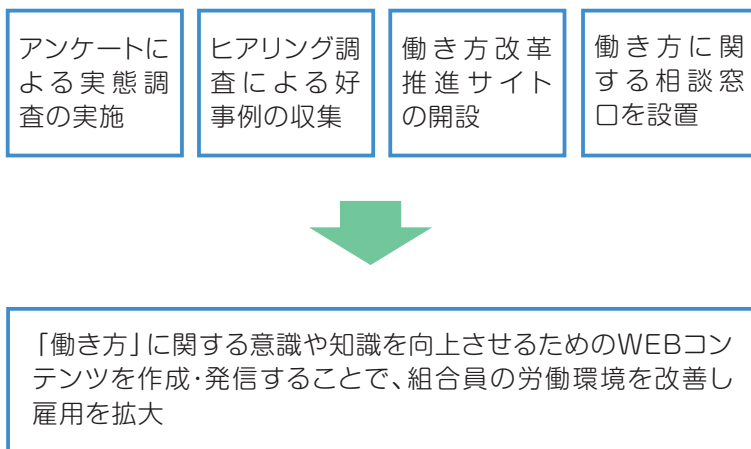 アンケートに
よる実態調
査の実施
ヒアリング調
査による好
事例の収集
働き方改革
推進サイト
の開設
働き方に関
する相談窓
口を設置
「働き方」に関する意識や知識を向上させるためのWEBコン
テンツを作成・発信することで、組合員の労働環境を改善し
雇用を拡大